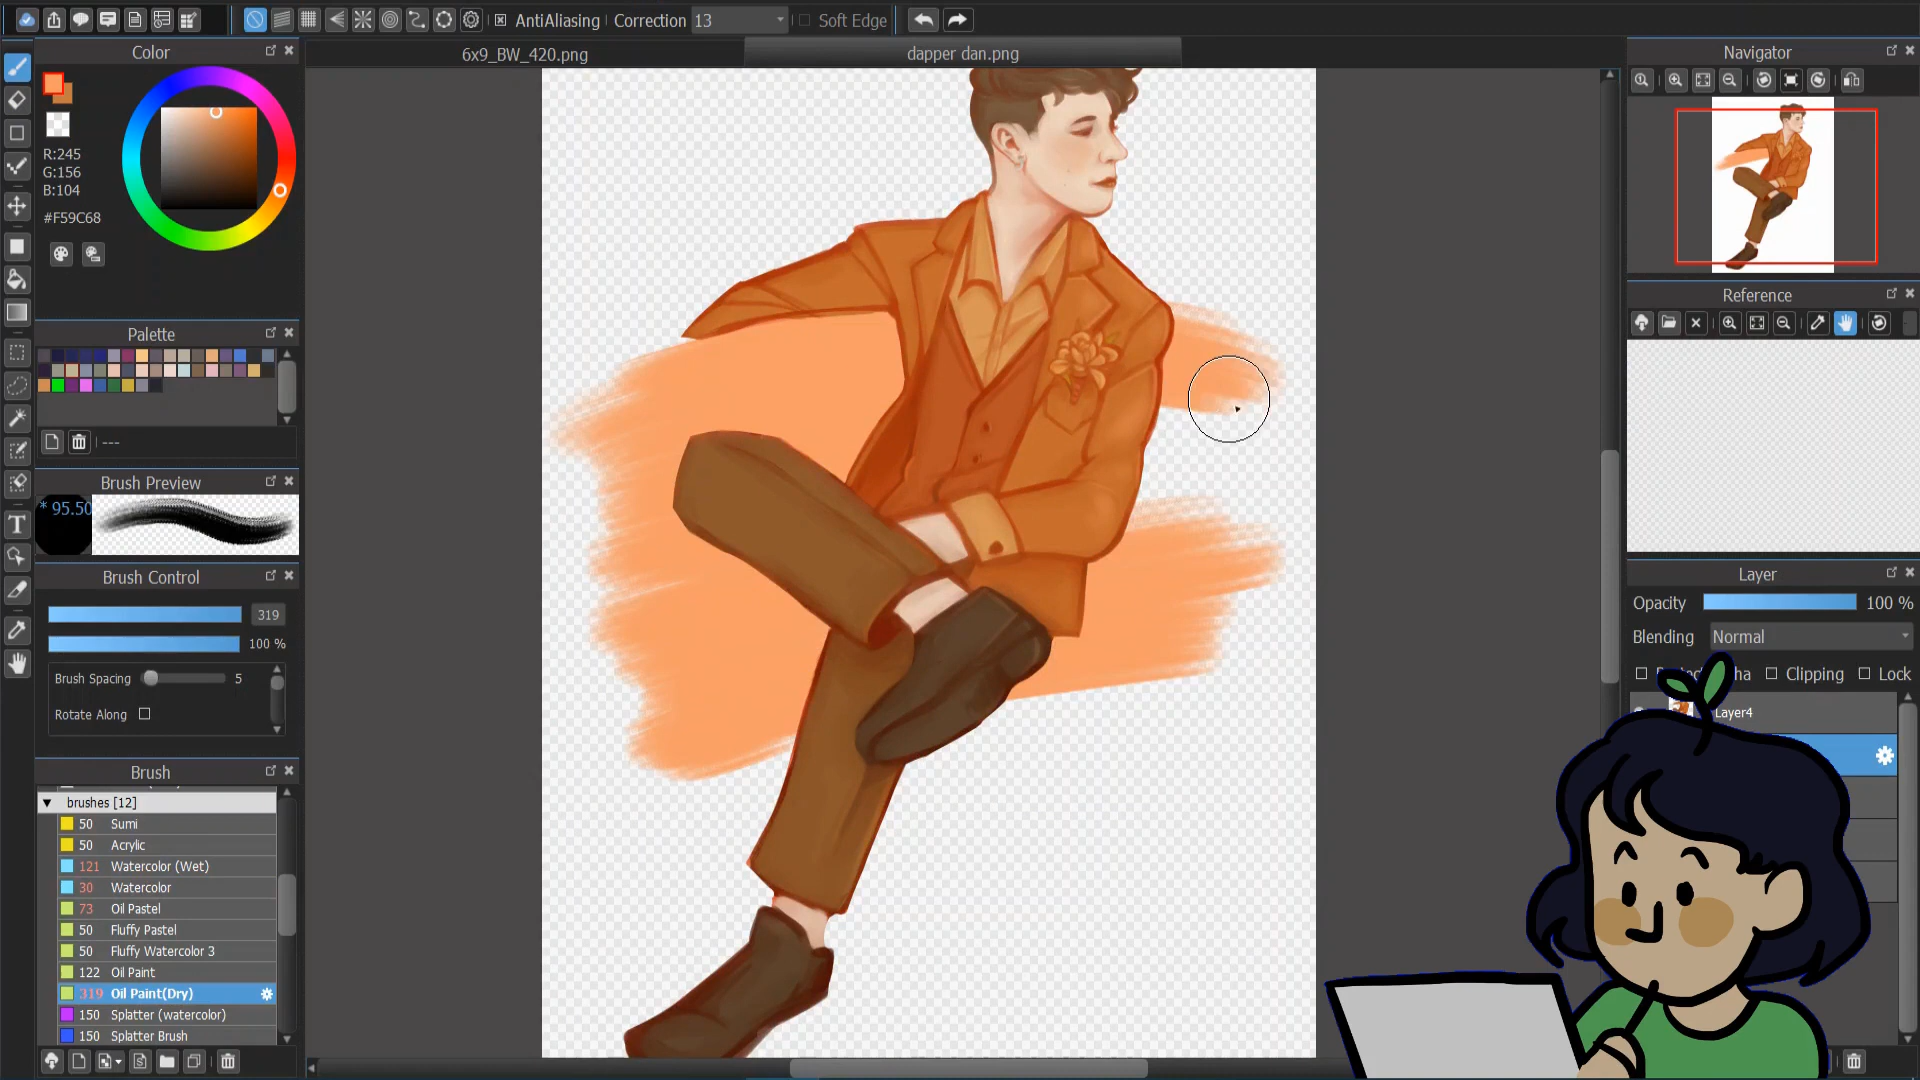 AntiAliasing Correction 13 Soft Edge
6x9_BW_420.png dapper dan.png
Color
R:245
G:156
B:104
#F59C68
Palette
---
Brush Preview
* 95.50
Brush Control
319
100 %
Brush Spacing 5
Rotate Along
Brush
brushes [12]
50 Sumi
50 Acrylic
121 Watercolor (Wet)
30 Watercolor
73 Oil Pastel
50 Fluffy Pastel
50 Fluffy Watercolor 3
122 Oil Paint
319 Oil Paint(Dry)
150 Splatter (watercolor)
150 Splatter Brush
T
Navigator
Reference
Layer
Opacity 100 %
Blending Normal
Clipping Lock
Layer4